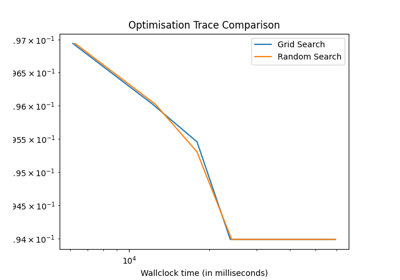 Optimisation Trace Comparison
.97 × 10⁻¹
965 × 10⁻¹
.96 × 10⁻¹
955 × 10⁻¹
.95 × 10⁻¹
945 × 10⁻¹
.94 × 10⁻¹
Grid Search
Random Search
10⁴
Wallclock time (in milliseconds)